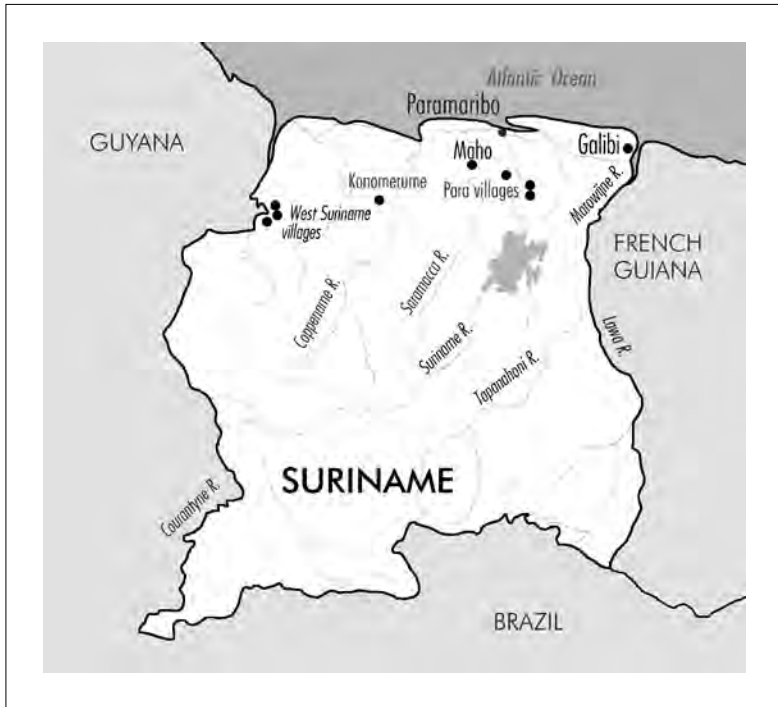 Atlantic Ocean
Paramaribo
GUYANA
Maho
Galibi
Konomerume
Para villages
Marowijne R.
West Suriname
villages
FRENCH
GUIANA
Saramacca R.
Coppename R.
Suriname R.
Lawa R.
Tapanahoni R.
SURINAME
Courantyne R.
BRAZIL